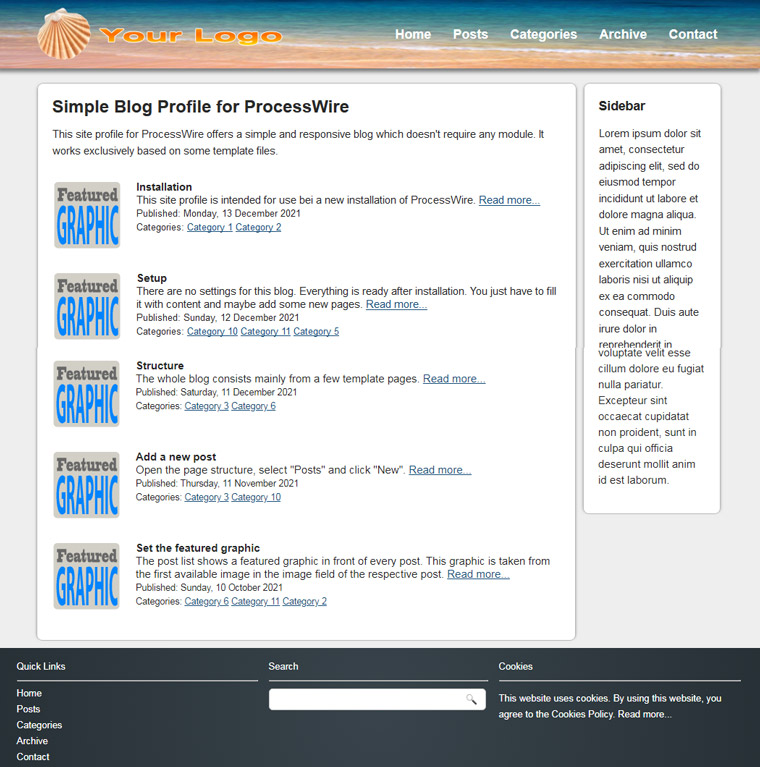 Your Logo
Home
Posts
Categories
Archive
Contact
Simple Blog Profile for ProcessWire
This site profile for ProcessWire offers a simple and responsive blog which doesn't require any module. It
works exclusively based on some template files.
Featured
GRAPHIC
Installation
This site profile is intended for use bei a new installation of ProcessWire. Read more...
Published: Monday, 13 December 2021
Categories: Category 1 Category 2
Featured
GRAPHIC
Setup
There are no settings for this blog. Everything is ready after installation. You just have to fill
it with content and maybe add some new pages. Read more...
Published: Sunday, 12 December 2021
Categories: Category 10 Category 11 Category 5
Featured
GRAPHIC
Structure
The whole blog consists mainly from a few template pages. Read more...
Published: Saturday, 11 December 2021
Categories: Category 3 Category 6
Featured
GRAPHIC
Add a new post
Open the page structure, select "Posts" and click "New". Read more...
Published: Thursday, 11 November 2021
Categories: Category 3 Category 10
Featured
GRAPHIC
Set the featured graphic
The post list shows a featured graphic in front of every post. This graphic is taken from
the first available image in the image field of the respective post. Read more...
Published: Sunday, 10 October 2021
Categories: Category 6 Category 11 Category 2
Sidebar
Lorem ipsum dolor sit
amet, consectetur
adipiscing elit, sed do
eiusmod tempor
incididunt ut labore et
dolore magna aliqua.
Ut enim ad minim
veniam, quis nostrud
exercitation ullamco
laboris nisi ut aliquip
ex ea commodo
consequat. Duis aute
irure dolor in
reprehenderit in
voluptate velit esse
cillum dolore eu fugiat
nulla pariatur.
Excepteur sint
occaecat cupidatat
non proident, sunt in
culpa qui officia
deserunt mollit anim
id est laborum.
Quick Links
Home
Posts
Categories
Archive
Contact
Search
Cookies
This website uses cookies. By using this website, you
agree to the Cookies Policy. Read more...